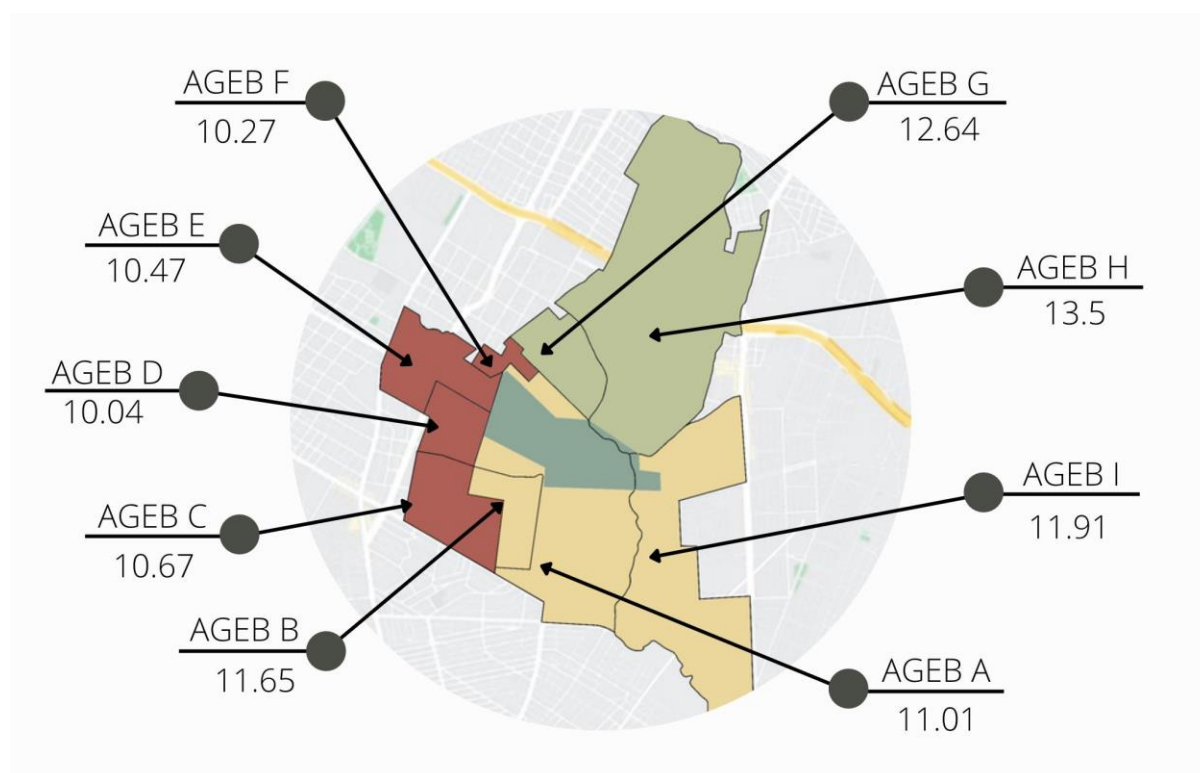 AGEB F
10.27
AGEB G
12.64
AGEB E
10.47
AGEB H
13.5
AGEB D
10.04
AGEB C
10.67
AGEB I
11.91
AGEB B
11.65
AGEB A
11.01